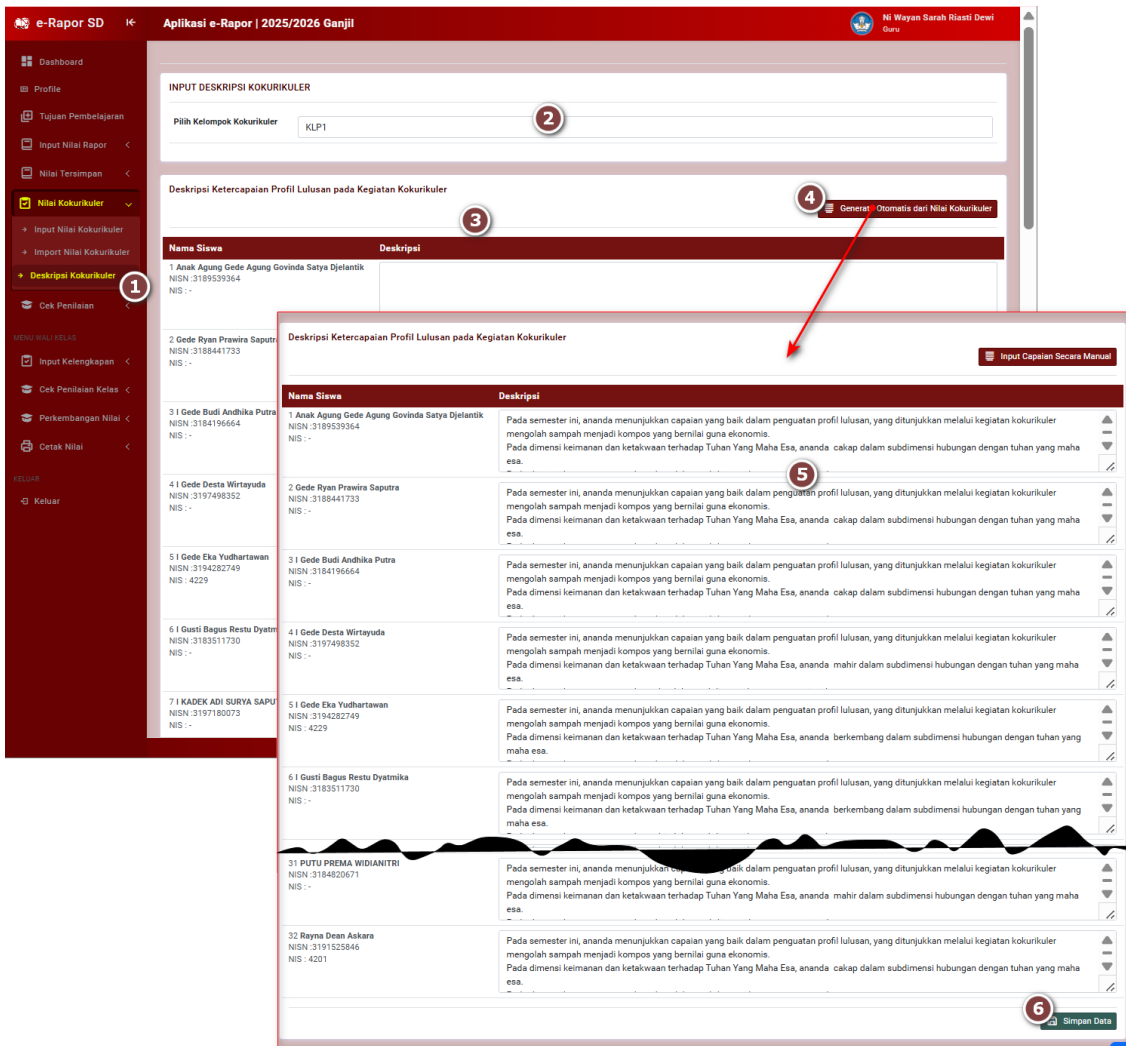 e-Rapor SD
Aplikasi e-Rapor | 2025/2026 Ganjil
Ni Wayan Sarah Riasti Dewi
Guru
Dashboard
Profile
Tujuan Pembelajaran
Input Nilai Rapor
Nilai Tersimpan
Nilai Kokurikuler
Input Nilai Kokurikuler
Import Nilai Kokurikuler
Deskripsi Kokurikuler
1
Cek Penilaian
MENU WALI KELAS
Input Kelengkapan
Cek Penilaian Kelas
Perkembangan Nilai
Cetak Nilai
KELUAR
Keluar
INPUT DESKRIPSI KOKURIKULER
Pilih Kelompok Kokurikuler
KLP1
2
Deskripsi Ketercapaian Profil Lulusan pada Kegiatan Kokurikuler
3
4
Generate Otomatis dari Nilai Kokurikuler
Nama Siswa Deskripsi
1 Anak Agung Gede Agung Govinda Satya Djelantik
NISN :3189539364
NIS : -
2 Gede Ryan Prawira Saputra
NISN :3188441733
NIS : -
3 I Gede Budi Andhika Putra
NISN :3184196664
NIS : -
4 I Gede Desta Wirtayuda
NISN :3197498352
NIS : -
5 I Gede Eka Yudhartawan
NISN :3194282749
NIS : 4229
6 I Gusti Bagus Restu Dyatm
NISN :3183511730
NIS : -
7 I KADEK ADI SURYA SAPU
NISN :3197180073
NIS : -
Deskripsi Ketercapaian Profil Lulusan pada Kegiatan Kokurikuler
Input Capaian Secara Manual
Nama Siswa Deskripsi
1 Anak Agung Gede Agung Govinda Satya Djelantik
NISN :3189539364
NIS : -
Pada semester ini, ananda menunjukkan capaian yang baik dalam penguatan profil lulusan, yang ditunjukkan melalui kegiatan kokurikuler
mengolah sampah menjadi kompos yang bernilai guna ekonomis.
Pada dimensi keimanan dan ketakwaan terhadap Tuhan Yang Maha Esa, ananda cakap dalam subdimensi hubungan dengan tuhan yang maha
esa.
5
2 Gede Ryan Prawira Saputra
NISN :3188441733
NIS : -
Pada semester ini, ananda menunjukkan capaian yang baik dalam penguatan profil lulusan, yang ditunjukkan melalui kegiatan kokurikuler
mengolah sampah menjadi kompos yang bernilai guna ekonomis.
Pada dimensi keimanan dan ketakwaan terhadap Tuhan Yang Maha Esa, ananda cakap dalam subdimensi hubungan dengan tuhan yang maha
esa.
3 I Gede Budi Andhika Putra
NISN :3184196664
NIS : -
Pada semester ini, ananda menunjukkan capaian yang baik dalam penguatan profil lulusan, yang ditunjukkan melalui kegiatan kokurikuler
mengolah sampah menjadi kompos yang bernilai guna ekonomis.
Pada dimensi keimanan dan ketakwaan terhadap Tuhan Yang Maha Esa, ananda cakap dalam subdimensi hubungan dengan tuhan yang maha
esa.
4 I Gede Desta Wirtayuda
NISN :3197498352
NIS : -
Pada semester ini, ananda menunjukkan capaian yang baik dalam penguatan profil lulusan, yang ditunjukkan melalui kegiatan kokurikuler
mengolah sampah menjadi kompos yang bernilai guna ekonomis.
Pada dimensi keimanan dan ketakwaan terhadap Tuhan Yang Maha Esa, ananda mahir dalam subdimensi hubungan dengan tuhan yang maha
esa.
5 I Gede Eka Yudhartawan
NISN :3194282749
NIS : 4229
Pada semester ini, ananda menunjukkan capaian yang baik dalam penguatan profil lulusan, yang ditunjukkan melalui kegiatan kokurikuler
mengolah sampah menjadi kompos yang bernilai guna ekonomis.
Pada dimensi keimanan dan ketakwaan terhadap Tuhan Yang Maha Esa, ananda berkembang dalam subdimensi hubungan dengan tuhan yang
maha esa.
6 I Gusti Bagus Restu Dyatmika
NISN :3183511730
NIS : -
Pada semester ini, ananda menunjukkan capaian yang baik dalam penguatan profil lulusan, yang ditunjukkan melalui kegiatan kokurikuler
mengolah sampah menjadi kompos yang bernilai guna ekonomis.
Pada dimensi keimanan dan ketakwaan terhadap Tuhan Yang Maha Esa, ananda berkembang dalam subdimensi hubungan dengan tuhan yang
maha esa.
31 PUTU PREMA WIDIANITRI
NISN :3184820671
NIS : -
Pada semester ini, ananda menunjukkan yang baik dalam penguatan profil lulusan, yang ditunjukkan melalui kegiatan kokurikuler
mengolah sampah menjadi kompos yang bernilai guna ekonomis.
Pada dimensi keimanan dan ketakwaan terhadap Tuhan Yang Maha Esa, ananda mahir dalam subdimensi hubungan dengan tuhan yang maha
esa.
32 Rayna Dean Askara
NISN :3191525846
NIS : 4201
Pada semester ini, ananda menunjukkan capaian yang baik dalam penguatan profil lulusan, yang ditunjukkan melalui kegiatan kokurikuler
mengolah sampah menjadi kompos yang bernilai guna ekonomis.
Pada dimensi keimanan dan ketakwaan terhadap Tuhan Yang Maha Esa, ananda cakap dalam subdimensi hubungan dengan tuhan yang maha
esa.
6
Simpan Data